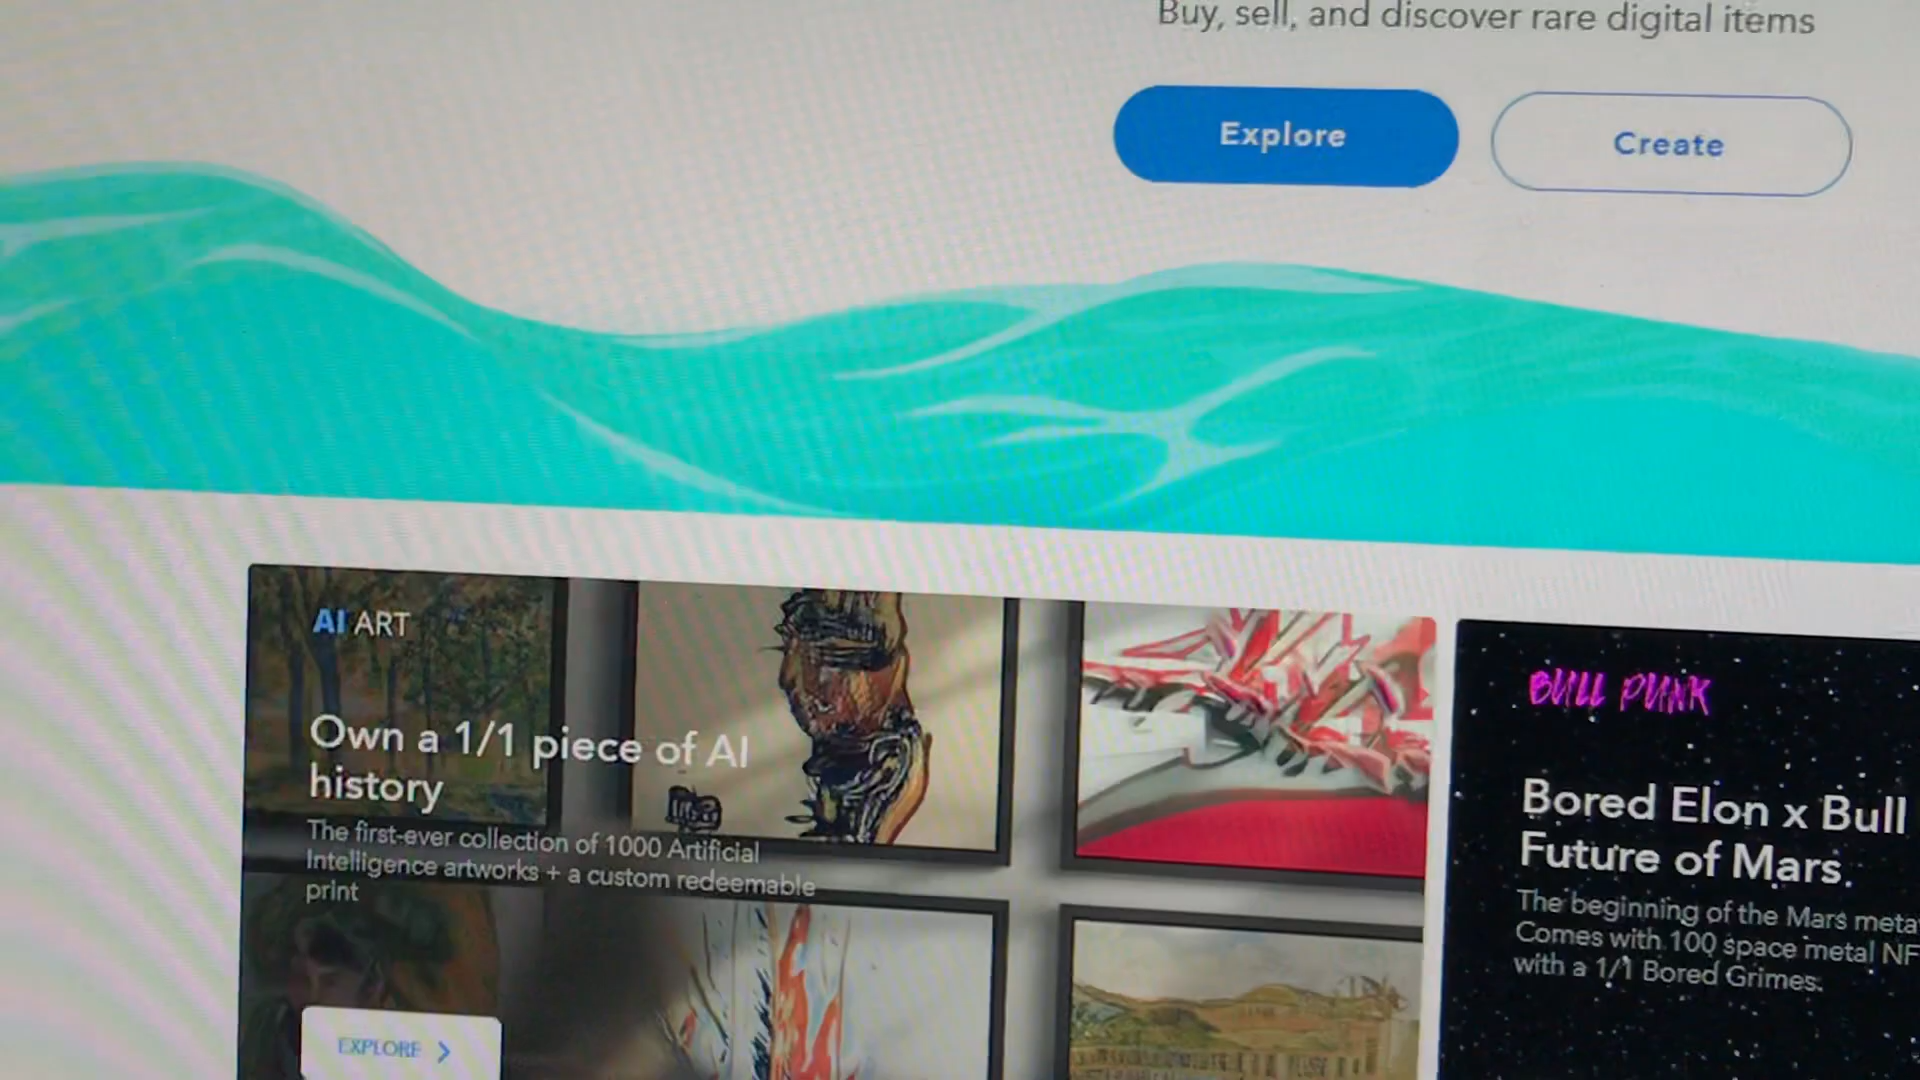 Buy, sell, and discover rare digital items
Explore
Create
AI ART
Own a 1/1 piece of AI
history
The first-ever collection of 1000 Artificial
Intelligence artworks + a custom redeemable
print
EXPLORE
BULL PUNK
Bored Elon x Bull
Future of Mars.
The beginning of the Mars meta
Comes with 100 space metal NF
with a 1/1 Bored Grimes.